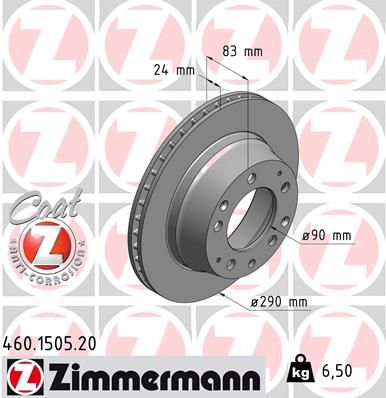 83 mm
24 mm
Coat
Z
ANTI-CORROSION
ø90 mm
ø290 mm
460.1505.20
Z Zimmermann
kg 6,50